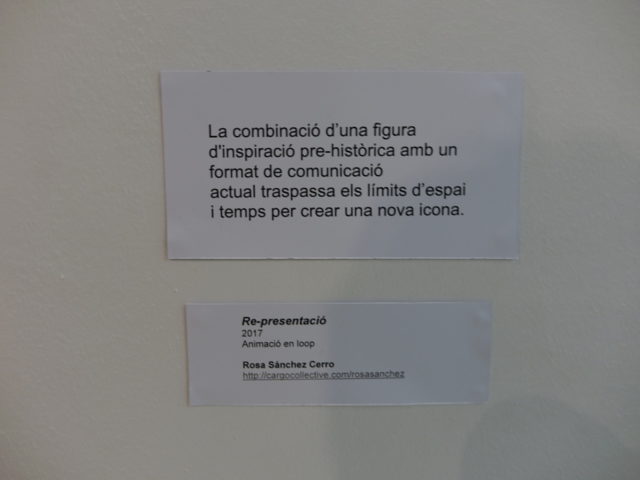 La combinació d'una figura
d'inspiració pre-històrica amb un
format de comunicació
actual traspassa els límits d'espai
i temps per crear una nova icona.
Re-presentació
2017
Animació en loop
Rosa Sànchez Cerro
http://cargocollective.com/rosasanchez